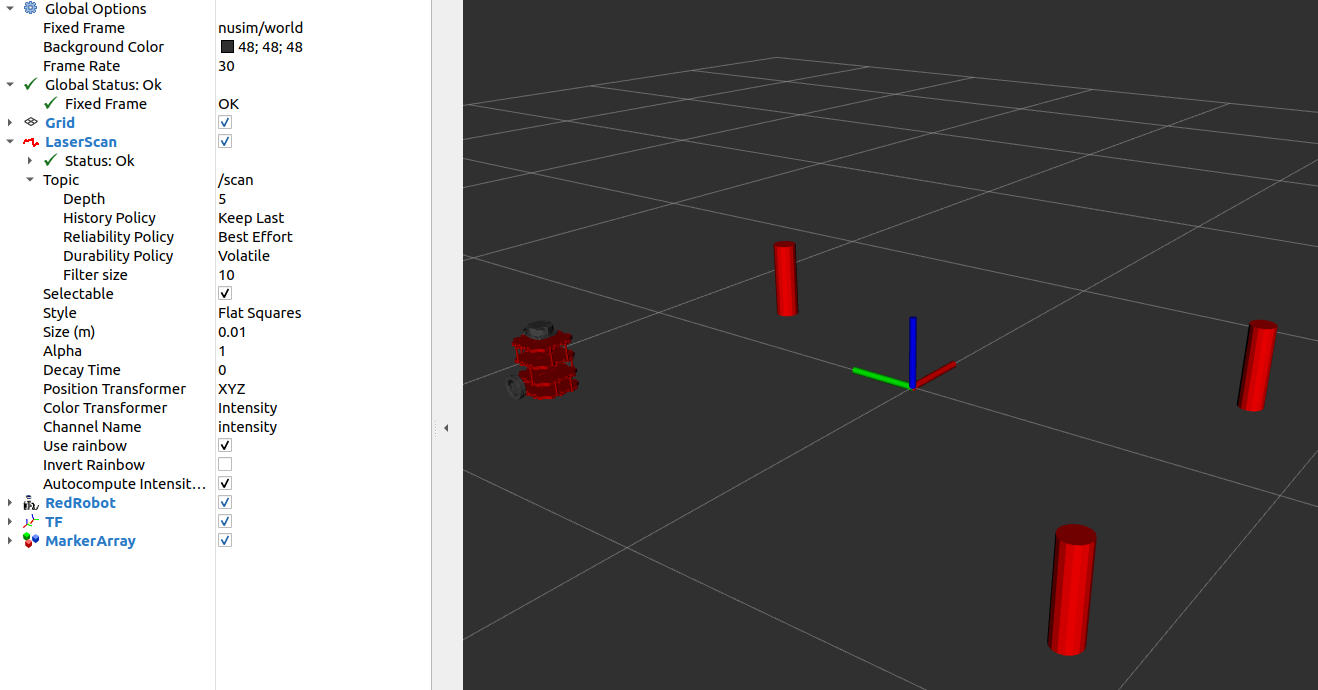 Global Options
Fixed Frame nusim/world
Background Color 48; 48; 48
Frame Rate 30
Global Status: Ok
Fixed Frame OK
Grid
LaserScan
Status: Ok
Topic /scan
Depth 5
History Policy Keep Last
Reliability Policy Best Effort
Durability Policy Volatile
Filter size 10
Selectable
Style Flat Squares
Size (m) 0.01
Alpha 1
Decay Time 0
Position Transformer XYZ
Color Transformer Intensity
Channel Name intensity
Use rainbow
Invert Rainbow
Autocompute Intensit...
RedRobot
TF
MarkerArray